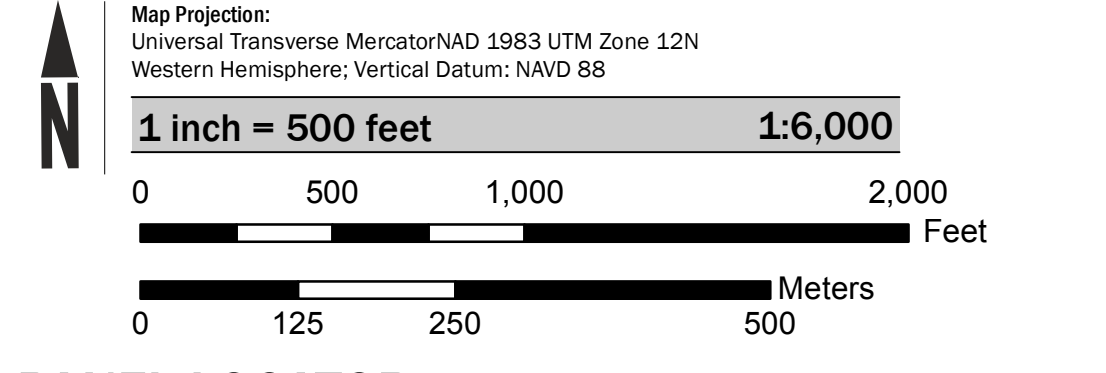 N
Map Projection:
Universal Transverse MercatorNAD 1983 UTM Zone 12N
Western Hemisphere; Vertical Datum: NAVD 88
1 inch = 500 feet 1:6,000
0 500 1,000 2,000
Feet
Meters
0 125 250 500